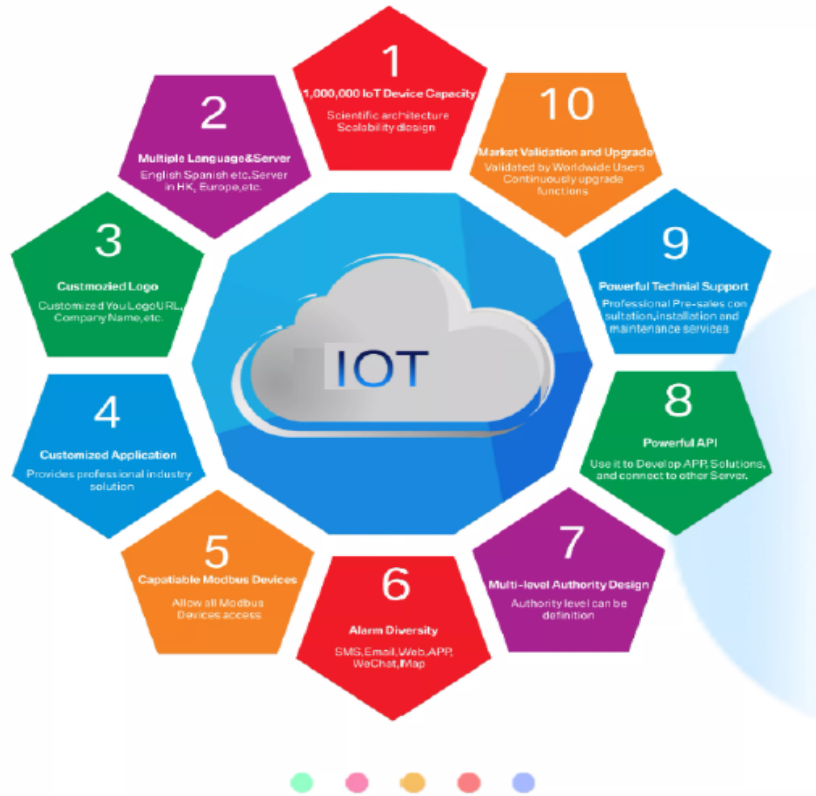 1
1,000,000 IoT Device Capacity
Scientific architecture
Scalability design
2
Multiple Language&Server
English Spanish etc.Server
in HK, Europe,etc.
3
Custmozied Logo
Customized You LogoURL,
Company Name,etc.
4
Customized Application
Provides professional industry
solution
5
Capatiable Modbus Devices
Allow all Modbus
Devices access
6
Alarm Diversity
SMS,Email,Web,APP,
WeChat,Map
7
Multi-level Authority Design
Authority level can be
definition
8
Powerful API
Use it to Develop APP, Solutions,
and connect to other Server.
9
Powerful Technial Support
Professional Pre-sales con
sultation,installation and
maintenance services
10
Market Validation and Upgrade
Validated by Worldwide Users
Continuously upgrade
functions
IOT